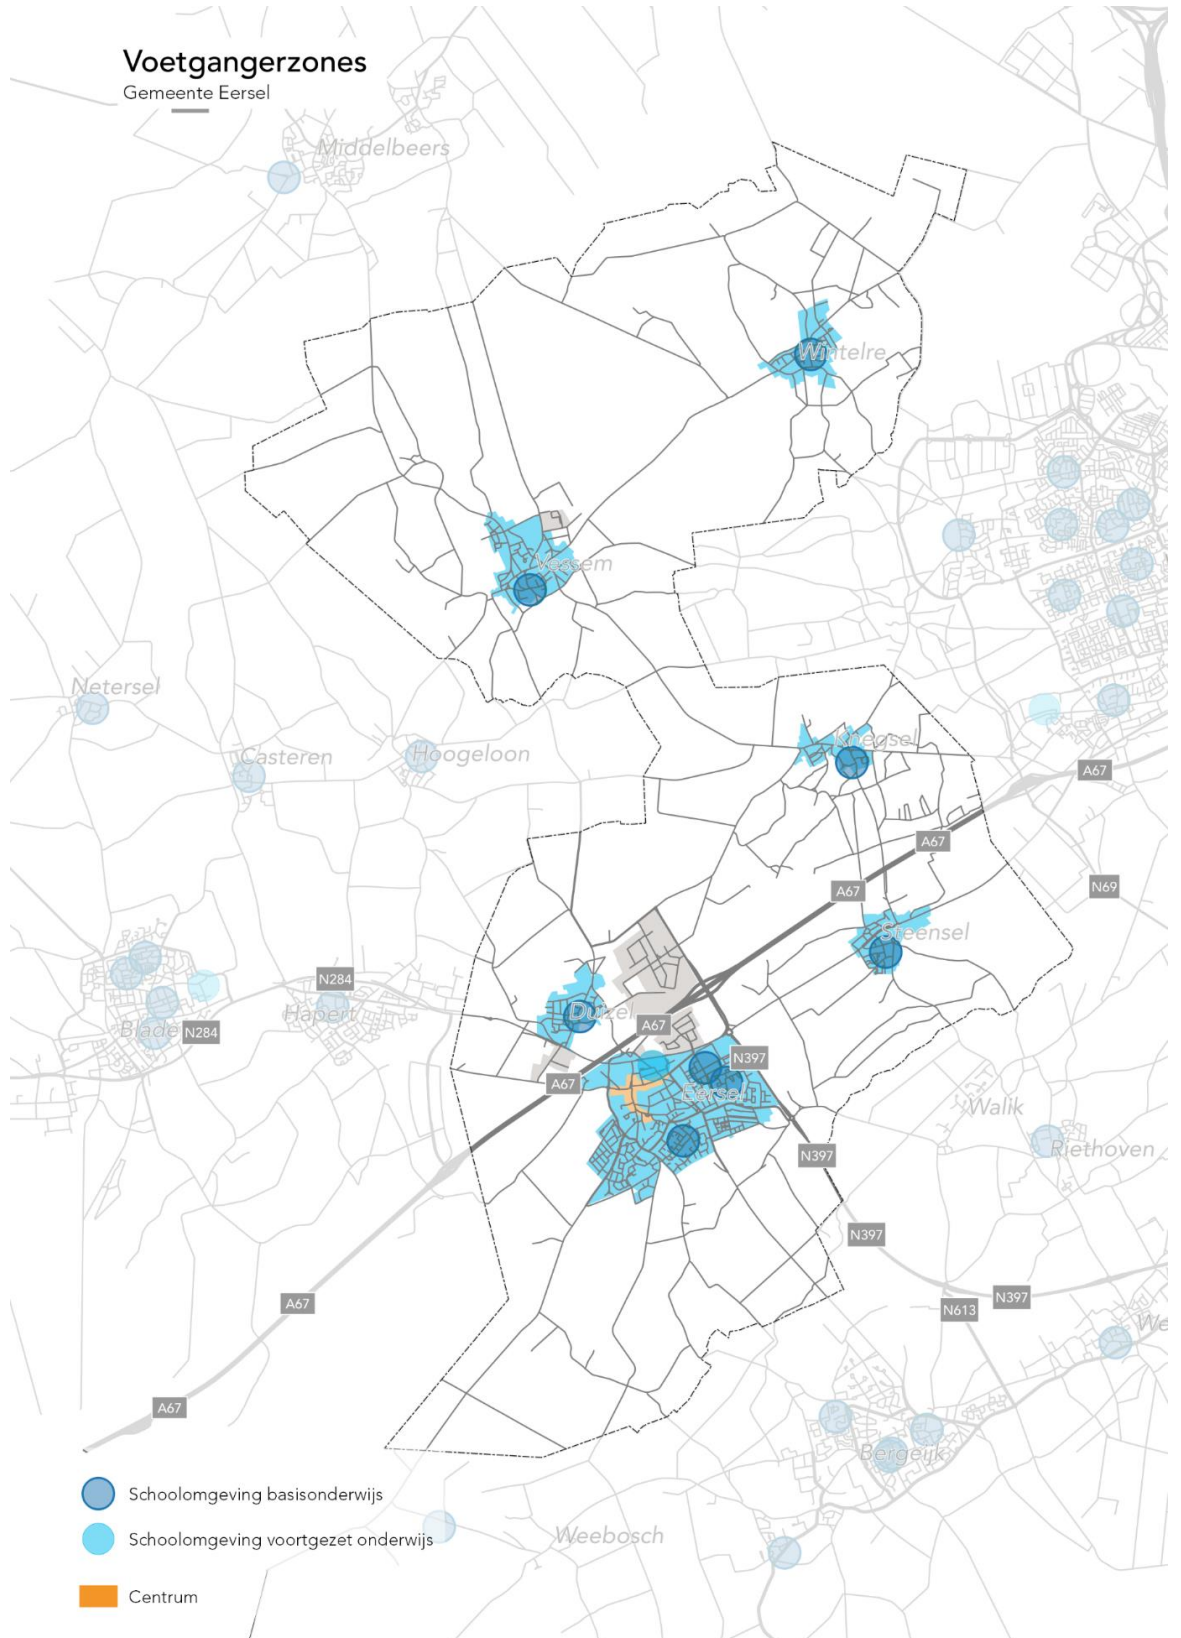 Voetgangerzones
Gemeente Eersel
Middelbeers
Wintelre
Vessem
Netersel
Casteren
Hoogeloon
Knegsel
A67
A67
A67
N69
Steensel
N284
Hapert
Duizel
A67
Bladel
N284
N397
A67
Eersel
Walik
Riethoven
N397
N397
A67
N397
N613
We
A67
Bergeijk
Schoolomgeving basisonderwijs
Weebosch
Schoolomgeving voortgezet onderwijs
Centrum